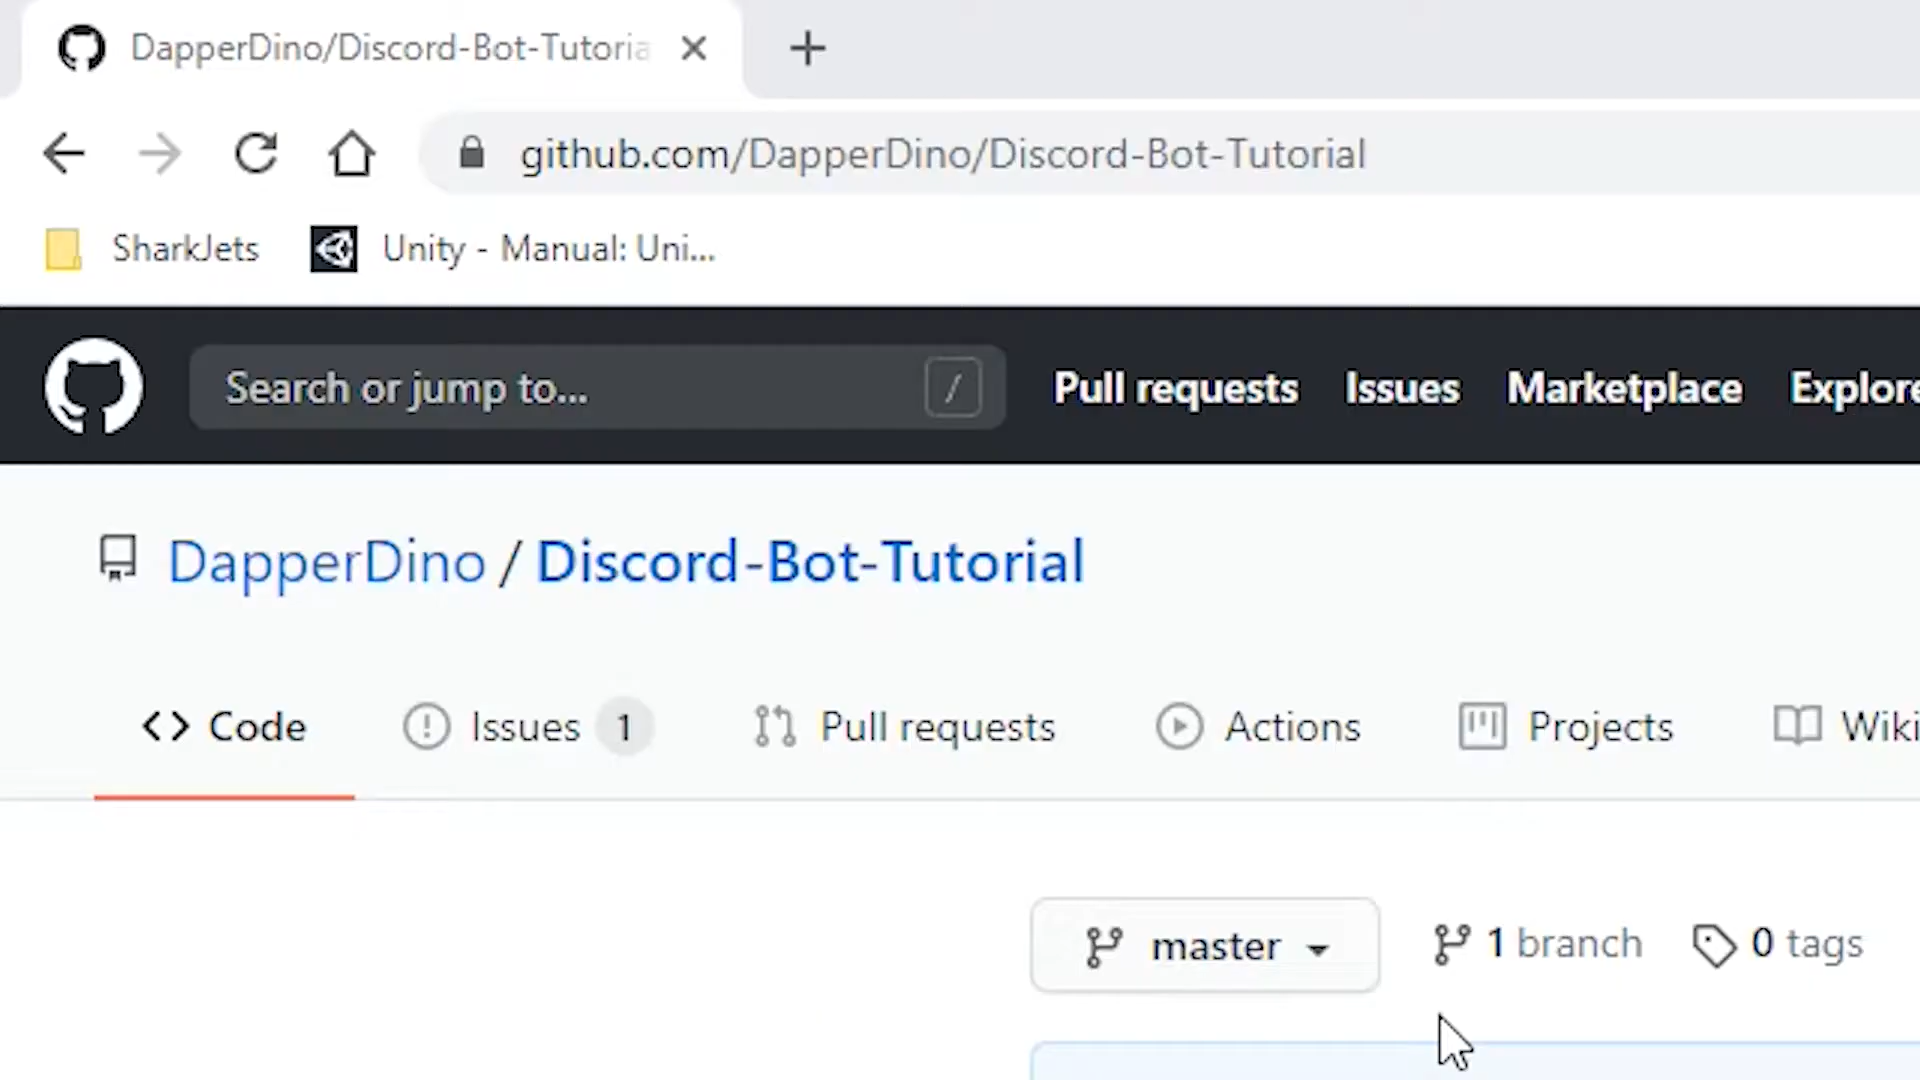 DapperDino/Discord-Bot-Tutoria
github.com/DapperDino/Discord-Bot-Tutorial
SharkJets Unity - Manual: Uni...
Search or jump to... / Pull requests Issues Marketplace Explore
DapperDino / Discord-Bot-Tutorial
Code Issues 1 Pull requests Actions Projects Wiki
master 1 branch 0 tags